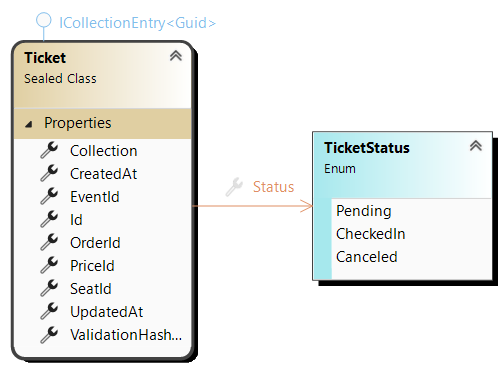 ICollectionEntry<Guid>
Ticket
Sealed Class
Properties
Collection
CreatedAt
EventId
Id
OrderId
PriceId
SeatId
UpdatedAt
ValidationHash...
Status
TicketStatus
Enum
Pending
CheckedIn
Canceled